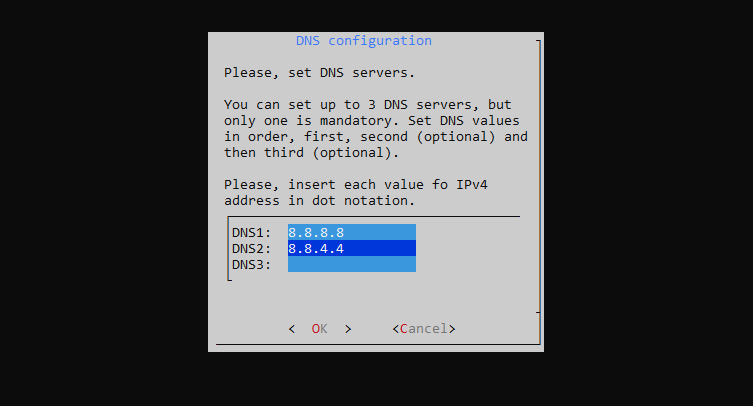 DNS configuration
Please, set DNS servers.
You can set up to 3 DNS servers, but
only one is mandatory. Set DNS values
in order, first, second (optional) and
then third (optional).
Please, insert each value fo IPv4
address in dot notation.
DNS1: 8.8.8.8
DNS2: 8.8.4.4
DNS3:
< OK > <Cancel>